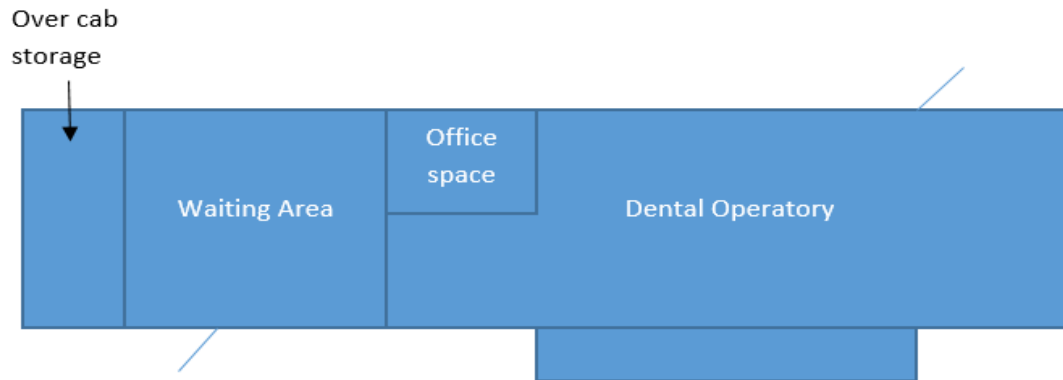 Over cab
storage
Office
space
Waiting Area
Dental Operatory